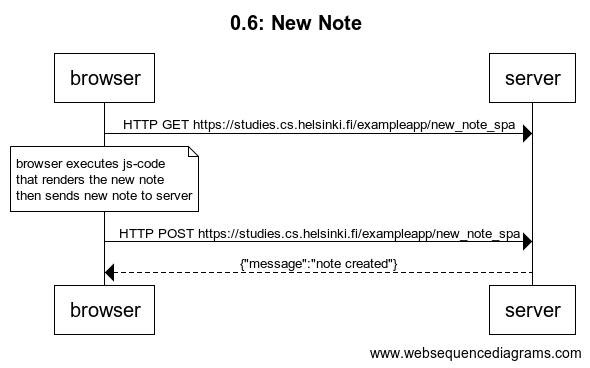 0.6: New Note
browser
server
HTTP GET https://studies.cs.helsinki.fi/exampleapp/new_note_spa
browser executes js-code
that renders the new note
then sends new note to server
HTTP POST https://studies.cs.helsinki.fi/exampleapp/new_note_spa
{"message":"note created"}
browser
server
www.websequencediagrams.com